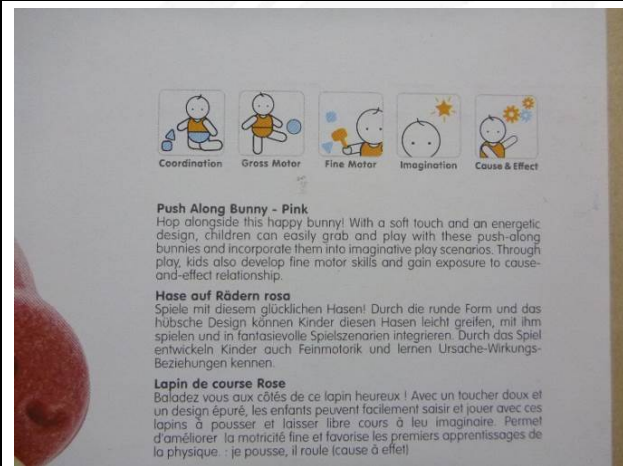 Coordination Gross Motor Fine Motor Imagination Cause & Effect
Push Along Bunny - Pink
Hop alongside this happy bunny! With a soft touch and an energetic
design, children can easily grab and play with these push-along
bunnies and incorporate them into imaginative play scenarios. Through
play, kids also develop fine motor skills and gain exposure to cause-
and-effect relationship.
Hase auf Rädern rosa
Spiele mit diesem glücklichen Hasen! Durch die runde Form und das
hübsche Design können Kinder diesen Hasen leicht greifen, mit ihm
spielen und in fantasievolle Spielszenarien integrieren. Durch das Spiel
entwickeln Kinder auch Feinmotorik und lernen Ursache-Wirkungs-
Beziehungen kennen.
Lapin de course Rose
Baladez vous aux côtés de ce lapin heureux ! Avec un toucher doux et
un design épuré, les enfants peuvent facilement saisir et jouer avec ces
lapins à pousser et laisser libre cours à leu imaginaire. Permet
d'améliorer la motricité fine et favorise les premiers apprentissages de
la physique. : je pousse, il roule (cause à effet)